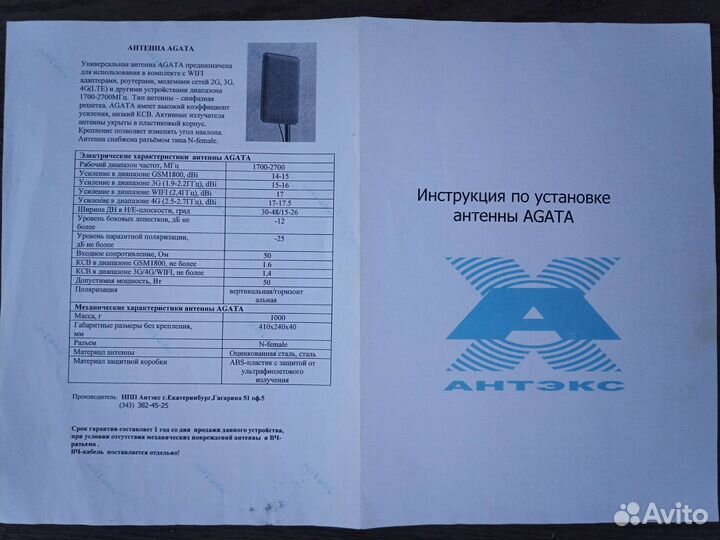 АНТЕННА AGATA
Универсальная антенна AGATA предназначена
для использования в комплекте с WIFI
адаптерами, роутерами, модемами сетей 2G, 3G,
4G(LTE) и другими устройствами диапазона
1700-2700МГц. Тип антенны – синфазная
решетка. AGATA имеет высокий коэффициент
усиления, низкий КСВ. Активные излучателя
антенны укрыты в пластиковый корпус.
Крепление позволяет изменять угол наклона.
Антенна снабжена разъёмом типа N-female.
Электрические характеристики антенны AGATA
Рабочий диапазон частот, МГц 1700-2700
Усиление в диапазоне GSM1800, dBi 14-15
Усиление в диапазоне 3G (1.9-2.2ГГц), dBi 15-16
Усиление в диапазоне WIFI (2,4ГГц), dBi 17
Усиление в диапазоне 4G (2.5-2.7ГГц), dBi 17-17.5
Ширина ДН в H/E-плоскости, град 30-48/15-26
Уровень боковых лепестков, дБ не -12
более
Уровень паразитной поляризации, -25
дБ не более
Входное сопротивление, Ом 50
КСВ в диапазоне GSM1800, не более 1.6
КСВ в диапазоне 3G/4G/WIFI, не более 1,4
Допустимая мощность, Вт 50
Поляризация вертикальная/горизонт
альная
Механические характеристики антенны AGATA
Масса, г 1000
Габаритные размеры без крепления, 410x240x40
мм
Разъем N-female
Материал антенны Оцинкованная сталь, сталь
Материал защитной коробки ABS-пластик с защитой от
ультрафиолетового
излучения
Производитель: НПП Антэкс г.Екатеринбург,Гагарина 51 оф.5
(343) 382-45-25
Срок гарантии составляет 1 год со дня продажи данного устройства,
при условии отсутствия механических повреждений антенны и ВЧ-
разъема .
ВЧ-кабель поставляется отдельно!
Инструкция по установке
антенны AGATA
А
АНТЭКС
Avito